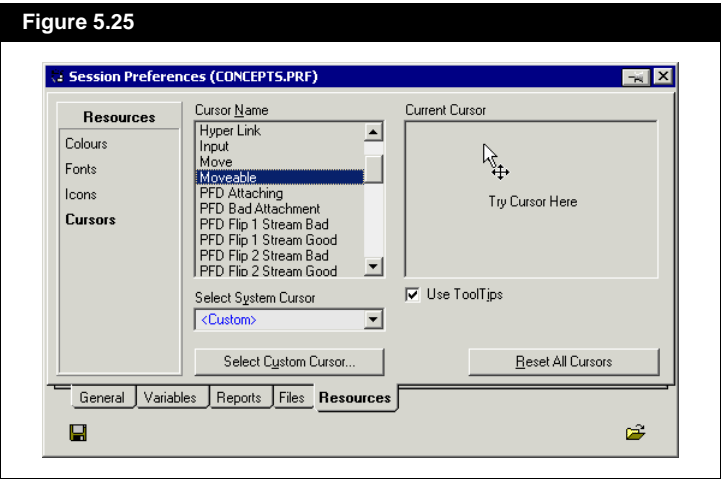 Figure 5.25
Session Preferences (CONCEPTS.PRF)
Resources
Colours
Fonts
Icons
Cursors
Cursor Name
Hyper Link
Input
Move
Moveable
PFD Attaching
PFD Bad Attachment
PFD Flip 1 Stream Bad
PFD Flip 1 Stream Good
PFD Flip 2 Stream Bad
PFD Flip 2 Stream Good
Select System Cursor
<Custom>
Select Custom Cursor...
Current Cursor
Try Cursor Here
Use ToolTips
Reset All Cursors
General Variables Reports Files Resources